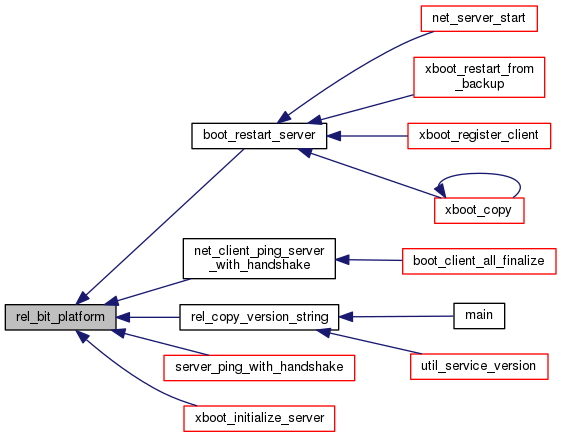 net_server_start
xboot_restart_from
_backup
boot_restart_server
xboot_register_client
xboot_copy
net_client_ping_server
_with_handshake
boot_client_all_finalize
rel_bit_platform
rel_copy_version_string
main
server_ping_with_handshake
util_service_version
xboot_initialize_server